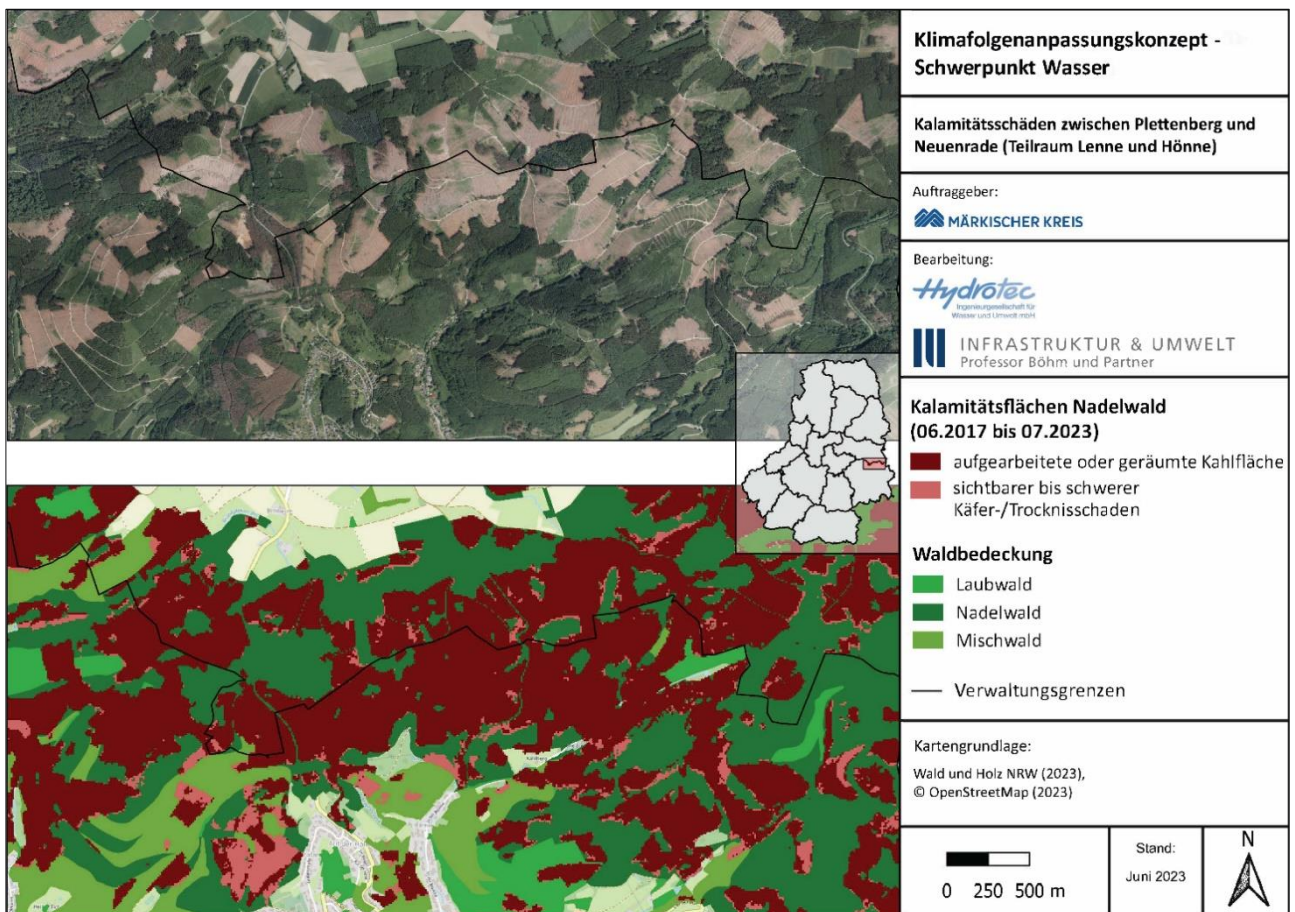 Klimafolgenanpassungskonzept -
Schwerpunkt Wasser
Kalamitätsschäden zwischen Plettenberg und
Neuenrade (Teilraum Lenne und Hönne)
Auftraggeber:
MÄRKISCHER KREIS
Bearbeitung:
Hydrotec
Ingenieurgesellschaft für
Wasser und Umwelt mbH
INFRASTRUKTUR & UMWELT
Professor Böhm und Partner
Kalamitätsflächen Nadelwald
(06.2017 bis 07.2023)
aufgearbeitete oder geräumte Kahlfläche
sichtbarer bis schwerer
Käfer-/Trocknisschaden
Waldbedeckung
Laubwald
Nadelwald
Mischwald
Verwaltungsgrenzen
Kartengrundlage:
Wald und Holz NRW (2023),
© OpenStreetMap (2023)
0 250 500 m
Stand:
Juni 2023
N